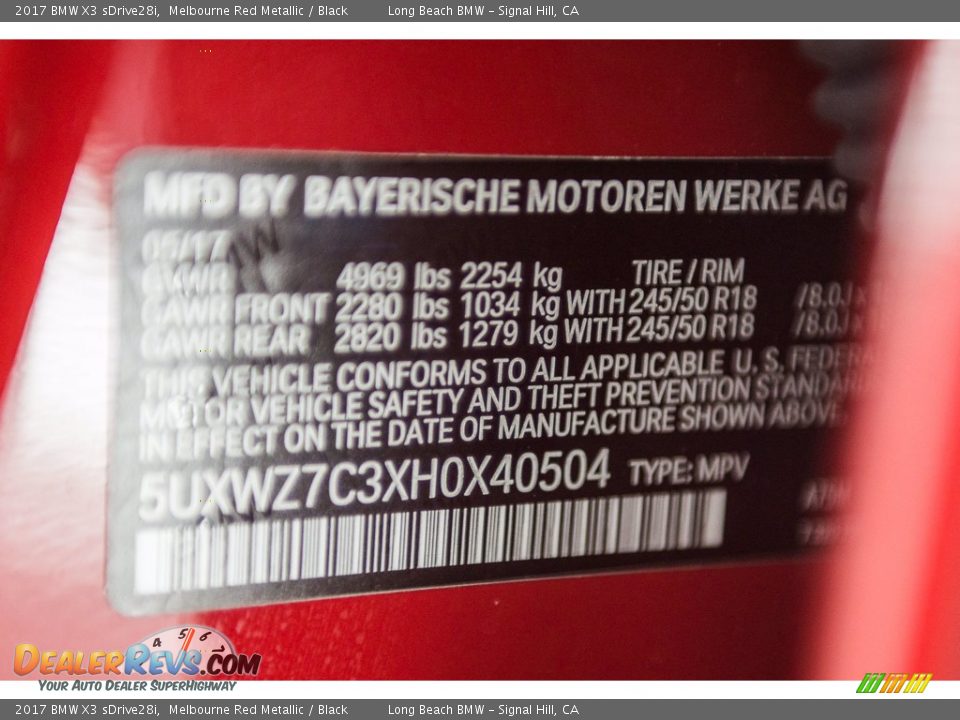 2017 BMW X3 sDrive28i, Melbourne Red Metallic / Black Long Beach BMW - Signal Hill, CA
MFD BY BAYERISCHE MOTOREN WERKE AG
05/17
GVWR 4969 lbs 2254 kg TIRE / RIM
GAWR FRONT 2280 lbs 1034 kg WITH 245/50 R18 /8.0J
GAWR REAR 2820 lbs 1279 kg WITH 245/50 R18 /8.0J
THIS VEHICLE CONFORMS TO ALL APPLICABLE U. S. FEDERA
MOTOR VEHICLE SAFETY AND THEFT PREVENTION STANDAR
IN EFFECT ON THE DATE OF MANUFACTURE SHOWN ABOVE
5UXWZ7C3XH0X40504 TYPE: MPV
4 5 6
DEALERREVS.COM
YOUR AUTO DEALER SUPERHIGHWAY
2017 BMW X3 sDrive28i, Melbourne Red Metallic / Black Long Beach BMW - Signal Hill, CA